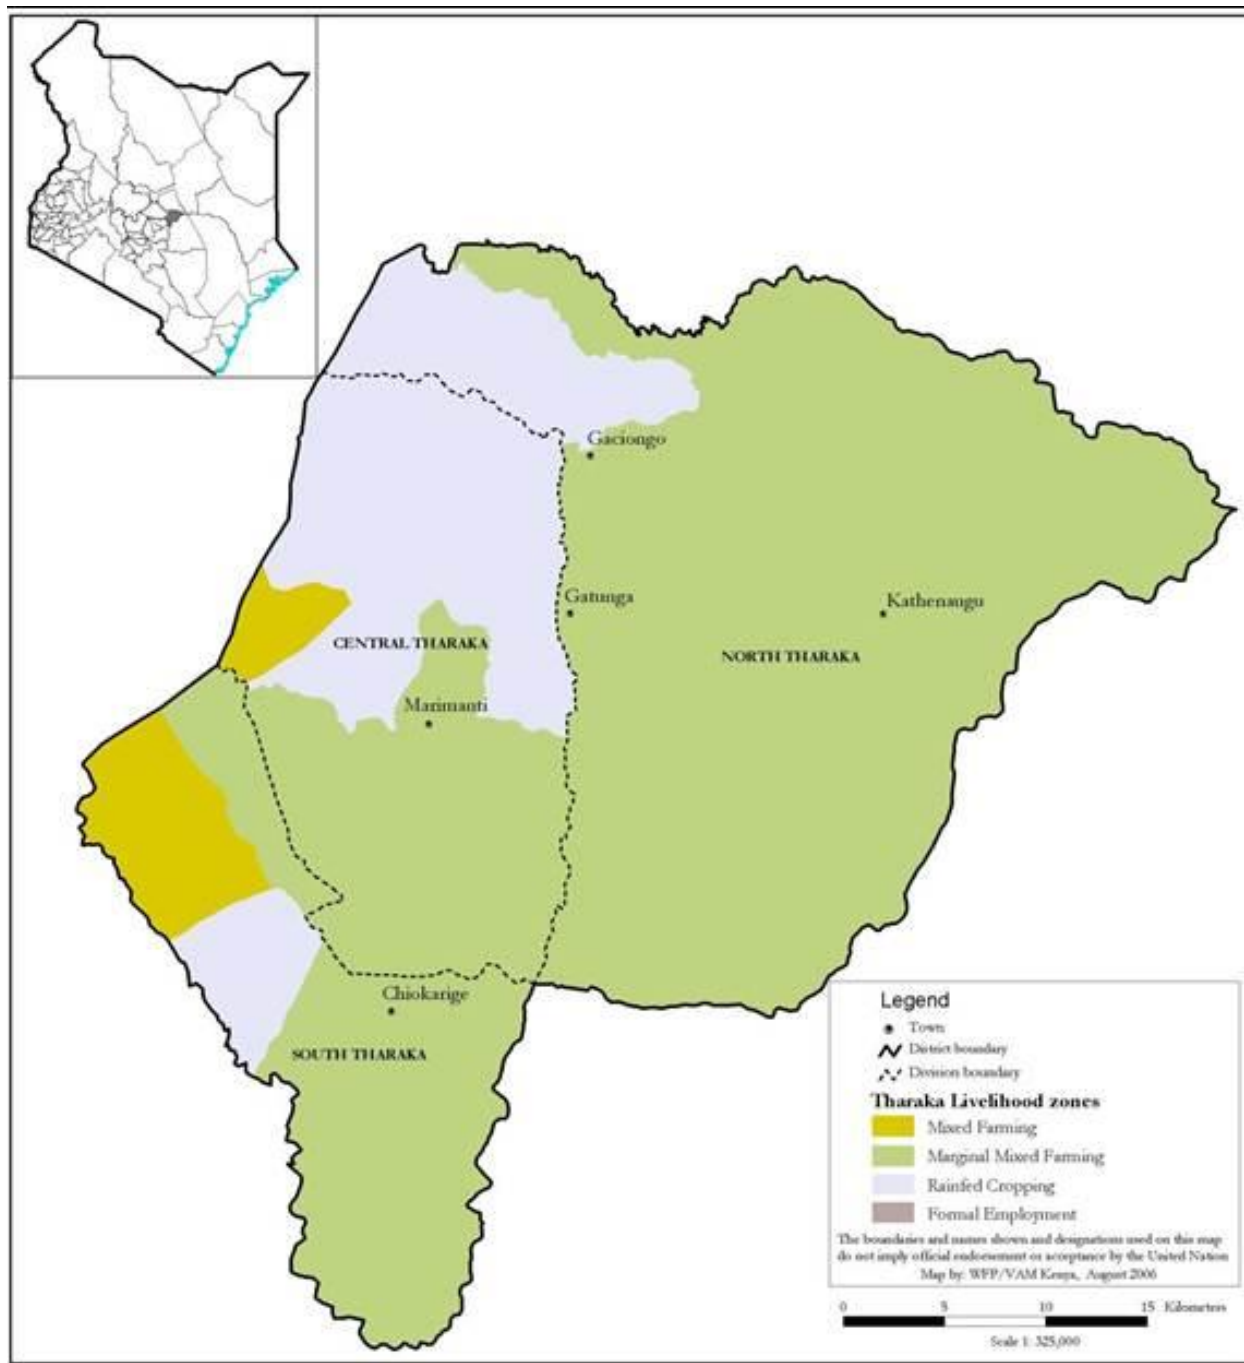 Gaciongo
Gatunga
Kathenaugu
CENTRAL THARAKA
NORTH THARAKA
Marimanti
Chiokarige
SOUTH THARAKA
Legend
Town
District boundary
Division boundary
Tharaka Livelihood zones
Mixed Farming
Marginal Mixed Farming
Rainfed Cropping
Formal Employment
The boundaries and names shown and designations used on this map
do not imply official endorsement or acceptance by the United Nation
Map by: WFP/VAM Kenya, August 2006
0 5 10 15 Kilometers
Scale 1: 325,000